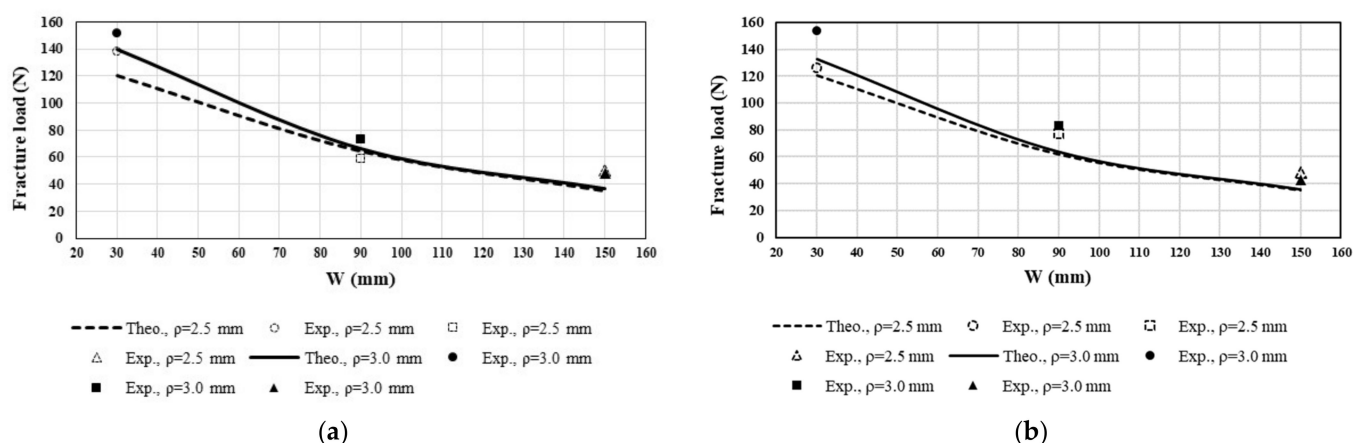 160
140
120
100
80
60
40
20
0
Fracture load (N)
20 30 40 50 60 70 80 90 100 110 120 130 140 150 160
W (mm)
Theo., ρ=2.5 mm Exp., ρ=2.5 mm Exp., ρ=2.5 mm
Exp., ρ=2.5 mm Theo., ρ=3.0 mm Exp., ρ=3.0 mm
Exp., ρ=3.0 mm Exp., ρ=3.0 mm
(a)
160
140
120
100
80
60
40
20
0
Fracture load (N)
20 30 40 50 60 70 80 90 100 110 120 130 140 150 160
W (mm)
Theo., ρ=2.5 mm Exp., ρ=2.5 mm Exp., ρ=2.5 mm
Exp., ρ=2.5 mm Theo., ρ=3.0 mm Exp., ρ=3.0 mm
Exp., ρ=3.0 mm Exp., ρ=3.0 mm
(b)